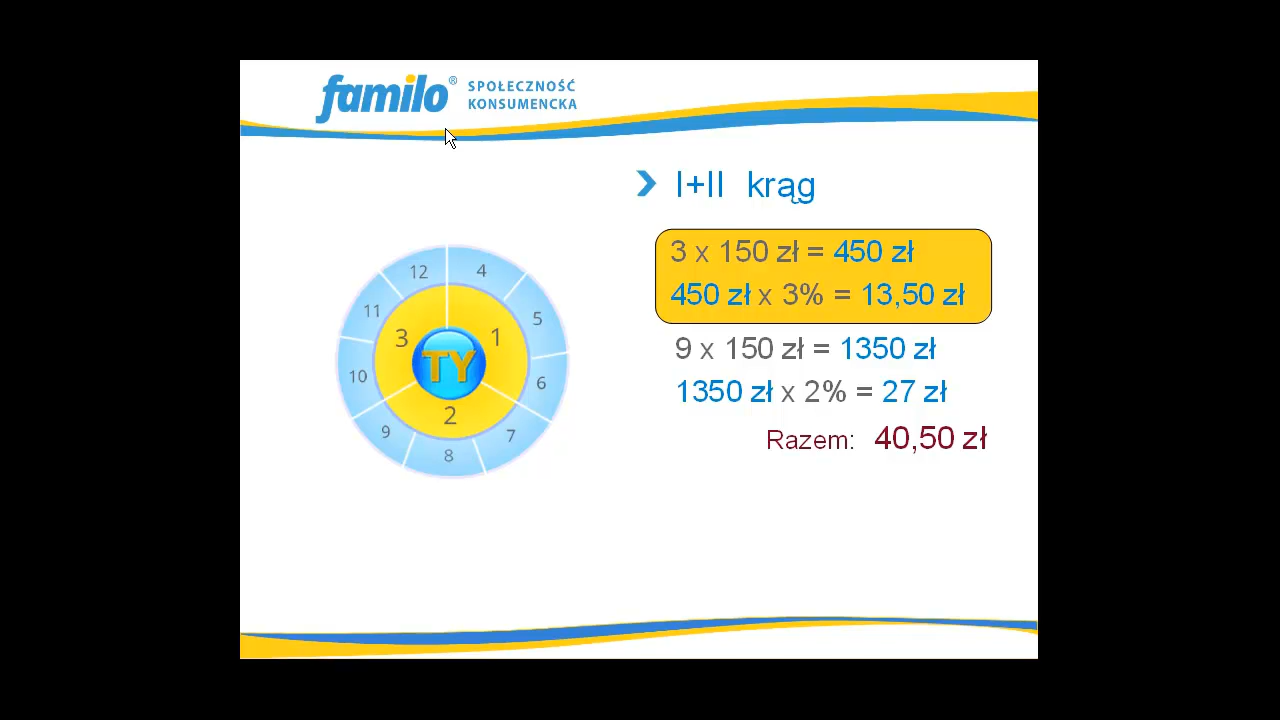 familo® SPOŁECZNOŚĆ
KONSUMENCKA
I+II krąg
3 x 150 zł = 450 zł
450 zł x 3% = 13,50 zł
9 x 150 zł = 1350 zł
1350 zł x 2% = 27 zł
Razem: 40,50 zł
12 4
11 5
3 1
TY
10 6
2
9 7
8